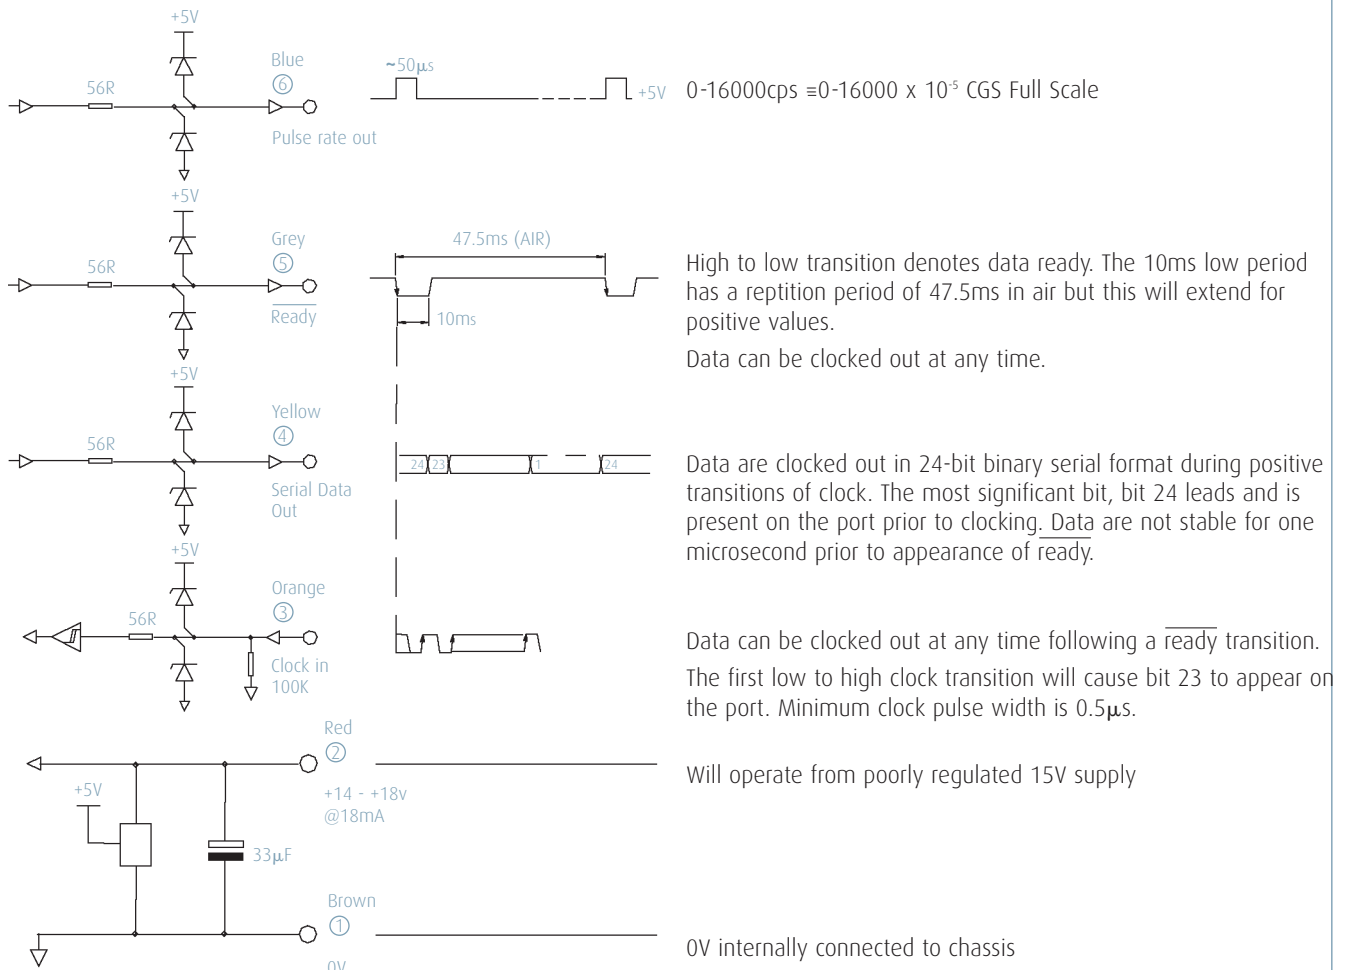 +5V
Blue
6
56R
Pulse rate out
~50µs
+5V
0-16000cps ≡0-16000 x 10⁻⁵ CGS Full Scale
+5V
Grey
5
56R
Ready
47.5ms (AIR)
10ms
High to low transition denotes data ready. The 10ms low period
has a reptition period of 47.5ms in air but this will extend for
positive values.
Data can be clocked out at any time.
+5V
Yellow
4
56R
Serial Data
Out
24 23 1 24
Data are clocked out in 24-bit binary serial format during positive
transitions of clock. The most significant bit, bit 24 leads and is
present on the port prior to clocking. Data are not stable for one
microsecond prior to appearance of ready.
+5V
Orange
3
56R
Clock in
100K
Data can be clocked out at any time following a ready transition.
The first low to high clock transition will cause bit 23 to appear on
the port. Minimum clock pulse width is 0.5µs.
Red
2
+14 - +18v
@18mA
Will operate from poorly regulated 15V supply
+5V
33µF
Brown
1
0V
0V internally connected to chassis